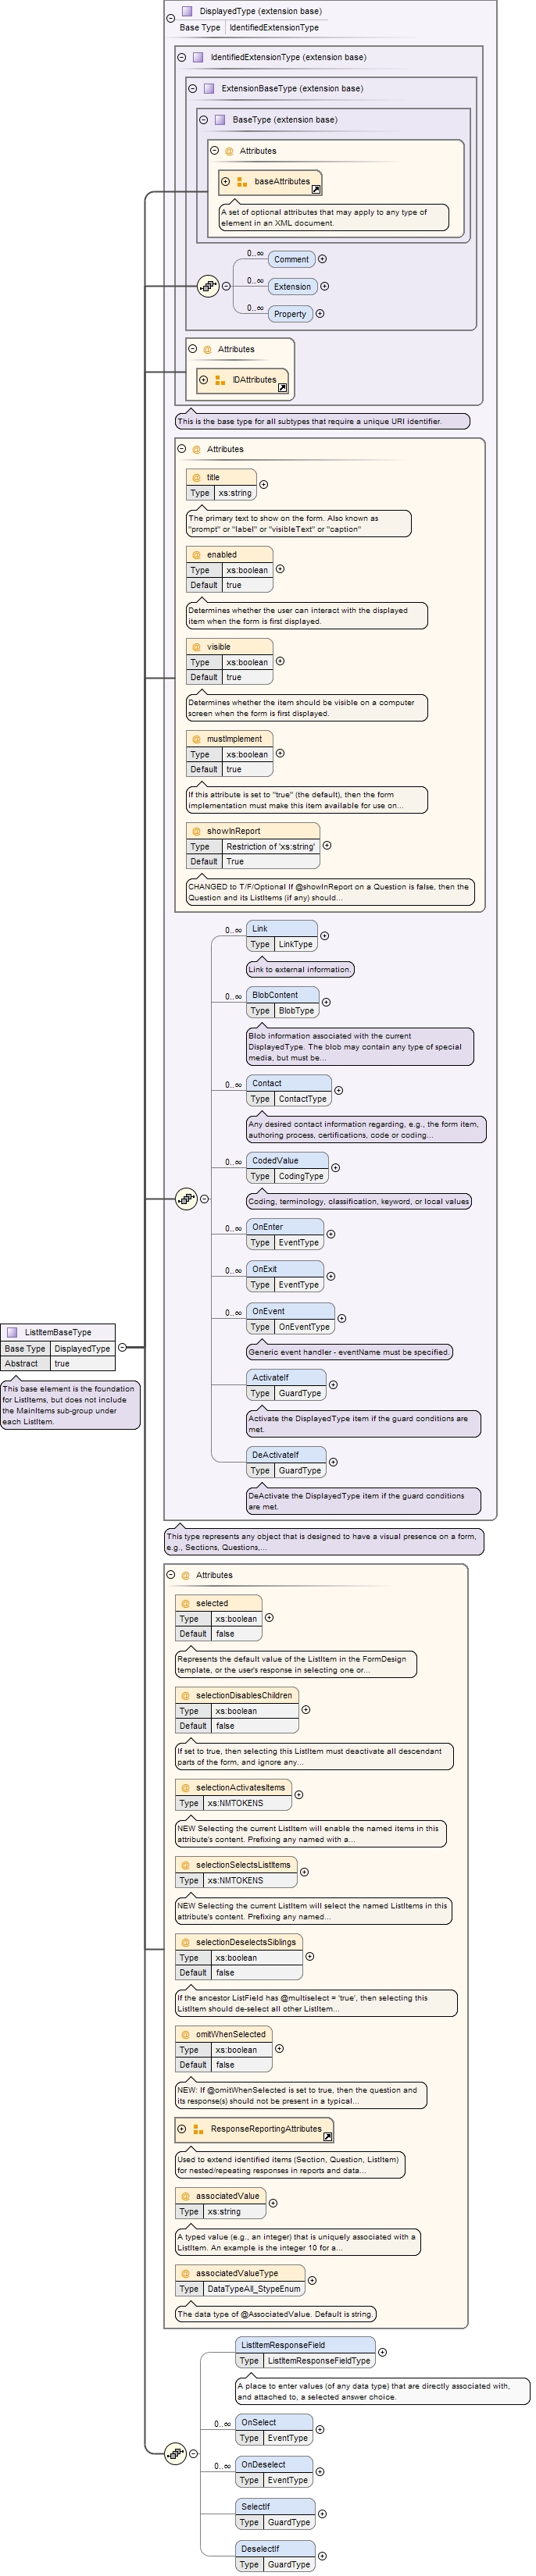 DisplayedType (extension base)
Base Type IdentifiedExtensionType
IdentifiedExtensionType (extension base)
ExtensionBaseType (extension base)
BaseType (extension base)
@ Attributes
baseAttributes
A set of optional attributes that may apply to any type of
element in an XML document.
0..∞ Comment
0..∞ Extension
0..∞ Property
@ Attributes
IDAttributes
This is the base type for all subtypes that require a unique URI identifier.
@ Attributes
@ title
Type xs:string
The primary text to show on the form. Also known as
"prompt" or "label" or "visibleText" or "caption"
@ enabled
Type xs:boolean
Default true
Determines whether the user can interact with the displayed
item when the form is first displayed.
@ visible
Type xs:boolean
Default true
Determines whether the item should be visible on a computer
screen when the form is first displayed.
@ mustImplement
Type xs:boolean
Default true
If this attribute is set to "true" (the default), then the form
implementation must make this item available for use on...
@ showInReport
Type Restriction of 'xs:string'
Default True
CHANGED to T/F/Optional If @showInReport on a Question is false, then the
Question and its ListItems (if any) should...
0..∞ Link
Type LinkType
Link to external information.
0..∞ BlobContent
Type BlobType
Blob information associated with the current
DisplayedType. The blob may contain any type of special
media, but must be...
0..∞ Contact
Type ContactType
Any desired contact information regarding, e.g., the form item,
authoring process, certifications, code or coding...
0..∞ CodedValue
Type CodingType
Coding, terminology, classification, keyword, or local values
0..∞ OnEnter
Type EventType
0..∞ OnExit
Type EventType
0..∞ OnEvent
Type OnEventType
Generic event handler - eventName must be specified.
ActivateIf
Type GuardType
Activate the DisplayedType item if the guard conditions are
met.
DeActivateIf
Type GuardType
DeActivate the DisplayedType item if the guard conditions
are met.
ListItemBaseType
Base Type DisplayedType
Abstract true
This base element is the foundation
for ListItems, but does not include
the MainItems sub-group under
each ListItem.
This type represents any object that is designed to have a visual presence on a form,
e.g., Sections, Questions,...
@ Attributes
@ selected
Type xs:boolean
Default false
Represents the default value of the ListItem in the FormDesign
template, or the user's response in selecting one or...
@ selectionDisablesChildren
Type xs:boolean
Default false
If set to true, then selecting this ListItem must deactivate all descendant
parts of the form, and ignore any...
@ selectionActivatesItems
Type xs:NMTOKENS
NEW Selecting the current ListItem will enable the named items in this
attribute's content. Prefixing any named with a...
@ selectionSelectsListItems
Type xs:NMTOKENS
NEW Selecting the current ListItem will select the named ListItems in this
attribute's content. Prefixing any named...
@ selectionDeselectsSiblings
Type xs:boolean
Default false
If the ancestor ListField has @multiselect = 'true', then selecting this
ListItem should de-select all other ListItem...
@ omitWhenSelected
Type xs:boolean
Default false
NEW: If @omitWhenSelected is set to true, then the question and
its response(s) should not be present in a typical...
ResponseReportingAttributes
Used to extend identified items (Section, Question, ListItem)
for nested/repeating responses in reports and data...
@ associatedValue
Type xs:string
A typed value (e.g., an integer) that is uniquely associated with a
ListItem. An example is the integer 10 for a...
@ associatedValueType
Type DataTypeAll_StypeEnum
The data type of @AssociatedValue. Default is string.
ListItemResponseField
Type ListItemResponseFieldType
A place to enter values (of any data type) that are directly associated with,
and attached to, a selected answer choice.
0..∞ OnSelect
Type EventType
0..∞ OnDeselect
Type EventType
SelectIf
Type GuardType
DeselectIf
Type GuardType